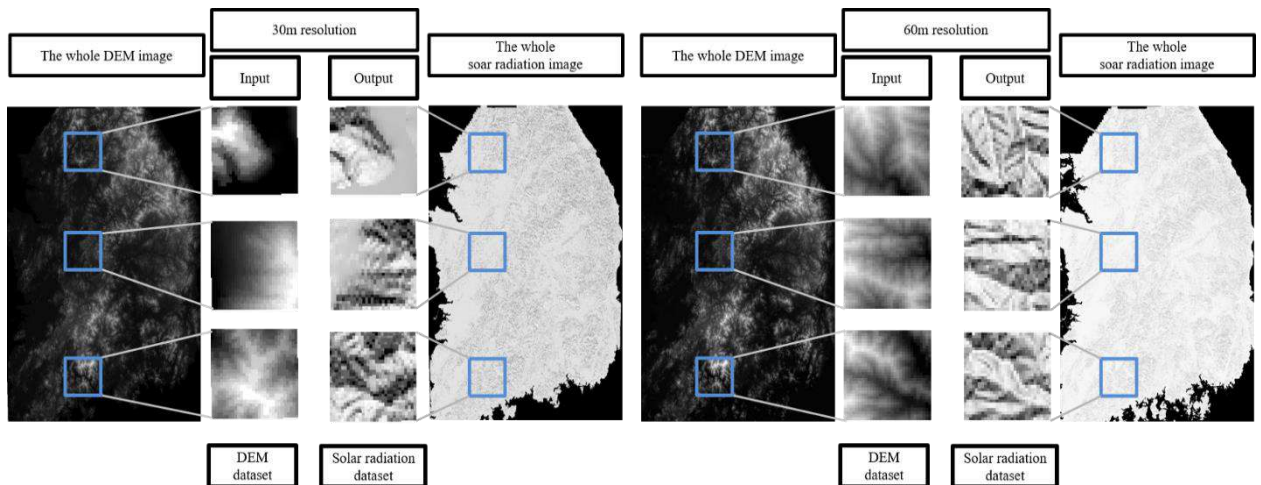 30m resolution
The whole DEM image
Input
Output
The whole
soar radiation image
DEM
dataset
Solar radiation
dataset
60m resolution
The whole DEM image
Input
Output
The whole
soar radiation image
DEM
dataset
Solar radiation
dataset